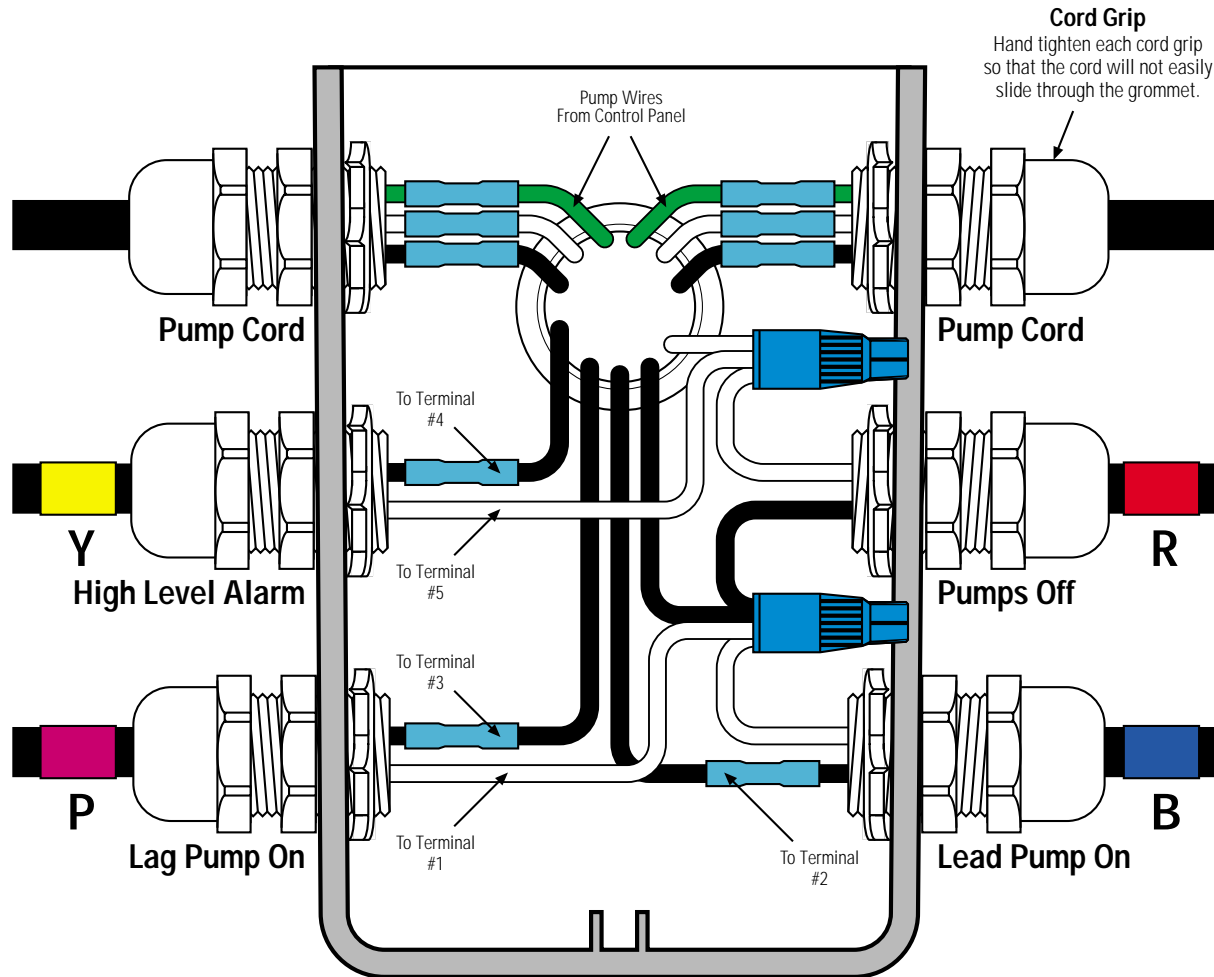 Cord Grip
Hand tighten each cord grip
so that the cord will not easily
slide through the grommet.
Pump Wires
From Control Panel
Pump Cord
Pump Cord
To Terminal
#4
Y
High Level Alarm
To Terminal
#5
R
Pumps Off
To Terminal
#3
P
Lag Pump On
To Terminal
#1
To Terminal
#2
B
Lead Pump On